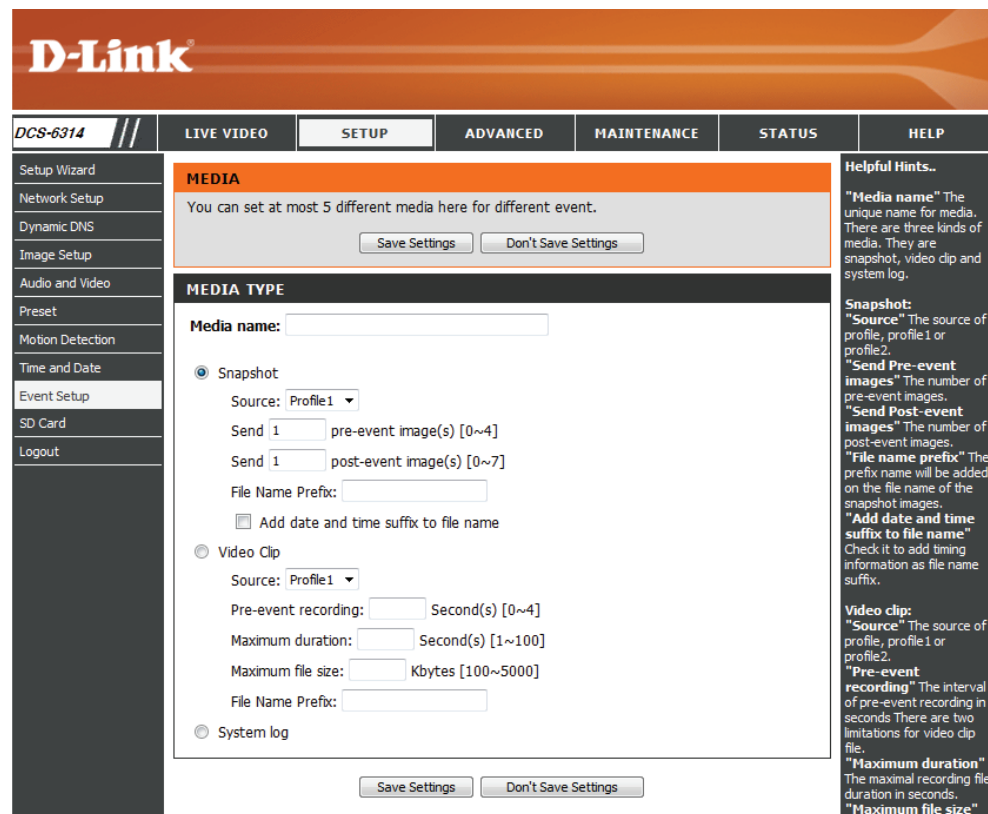 D-Link®
DCS-6314
LIVE VIDEO
SETUP
ADVANCED
MAINTENANCE
STATUS
HELP
Setup Wizard
Network Setup
Dynamic DNS
Image Setup
Audio and Video
Preset
Motion Detection
Time and Date
Event Setup
SD Card
Logout
MEDIA
You can set at most 5 different media here for different event.
Save Settings
Don't Save Settings
MEDIA TYPE
Media name:
Snapshot
Source: Profile1
Send 1 pre-event image(s) [0~4]
Send 1 post-event image(s) [0~7]
File Name Prefix:
Add date and time suffix to file name
Video Clip
Source: Profile1
Pre-event recording: Second(s) [0~4]
Maximum duration: Second(s) [1~100]
Maximum file size: Kbytes [100~5000]
File Name Prefix:
System log
Save Settings
Don't Save Settings
Helpful Hints..
"Media name" The
unique name for media.
There are three kinds of
media. They are
snapshot, video clip and
system log.
Snapshot:
"Source" The source of
profile, profile1 or
profile2.
"Send Pre-event
images" The number of
pre-event images.
"Send Post-event
images" The number of
post-event images.
"File name prefix" The
prefix name will be added
on the file name of the
snapshot images.
"Add date and time
suffix to file name"
Check it to add timing
information as file name
suffix.
Video clip:
"Source" The source of
profile, profile1 or
profile2.
"Pre-event
recording" The interval
of pre-event recording in
seconds There are two
limitations for video clip
file.
"Maximum duration"
The maximal recording file
duration in seconds.
"Maximum file size"